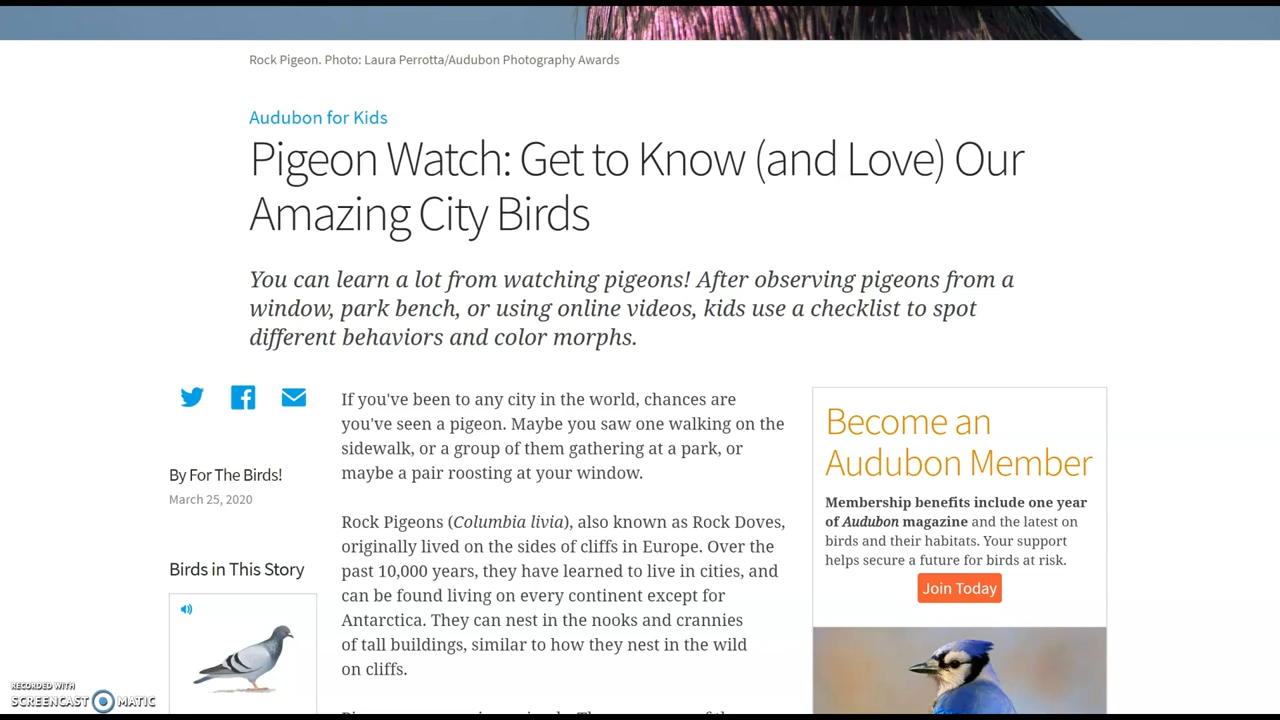 Rock Pigeon. Photo: Laura Perrotta/Audubon Photography Awards
Audubon for Kids
Pigeon Watch: Get to Know (and Love) Our
Amazing City Birds
You can learn a lot from watching pigeons! After observing pigeons from a
window, park bench, or using online videos, kids use a checklist to spot
different behaviors and color morphs.
By For The Birds!
March 25, 2020
Birds in This Story
If you've been to any city in the world, chances are
you've seen a pigeon. Maybe you saw one walking on the
sidewalk, or a group of them gathering at a park, or
maybe a pair roosting at your window.
Rock Pigeons (Columbia livia), also known as Rock Doves,
originally lived on the sides of cliffs in Europe. Over the
past 10,000 years, they have learned to live in cities, and
can be found living on every continent except for
Antarctica. They can nest in the nooks and crannies
of tall buildings, similar to how they nest in the wild
on cliffs.
Become an
Audubon Member
Membership benefits include one year
of Audubon magazine and the latest on
birds and their habitats. Your support
helps secure a future for birds at risk.
Join Today
RECORDED WITH
SCREENCAST MATIC